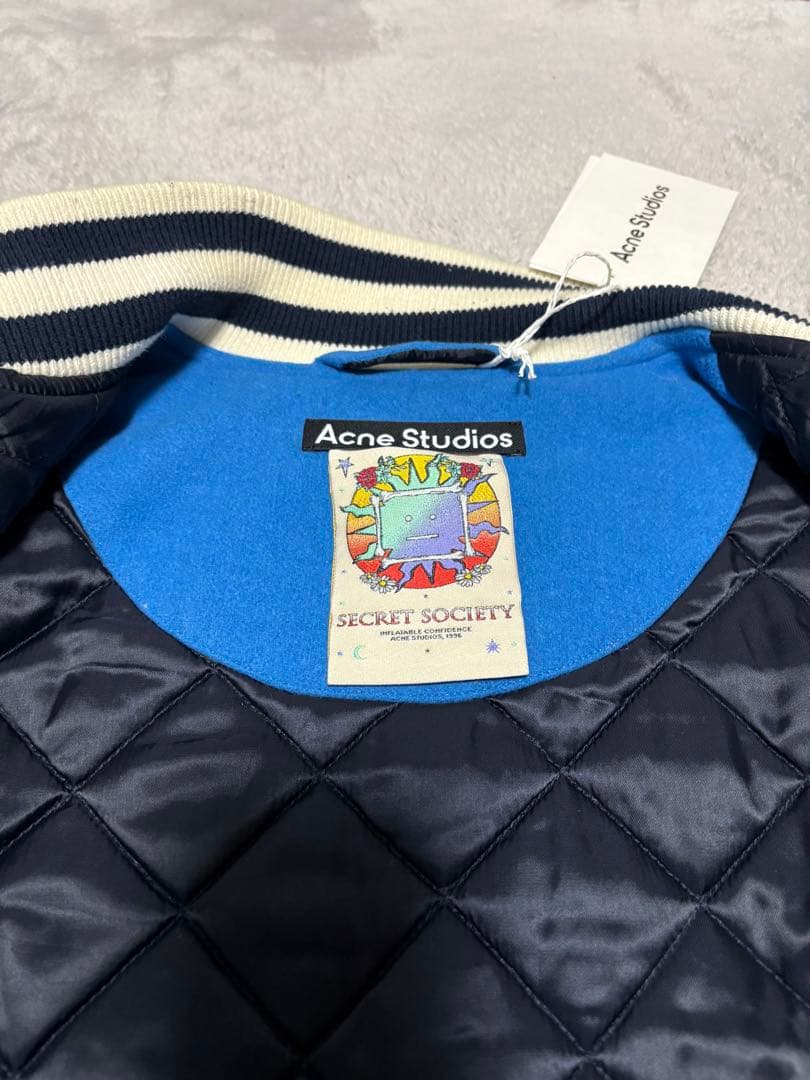 Acne Studios
Acne Studios
SECRET SOCIETY
INFLATABLE CONFIDENCE
ACNE STUDIOS, 1996